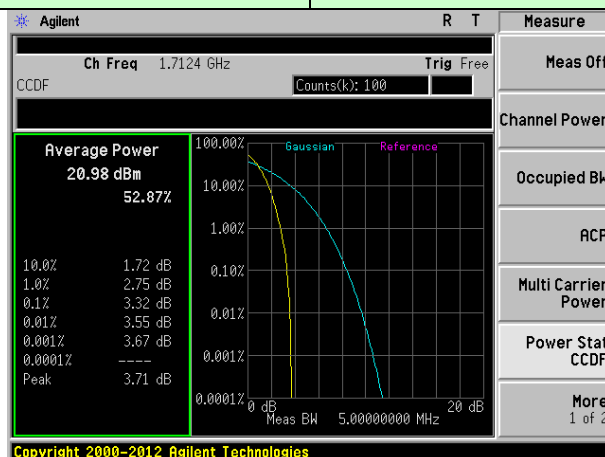 Agilent R T Measure
Ch Freq 1.7124 GHz Trig Free
CCDF Counts(k): 100
Meas Off
Channel Power
Average Power
20.98 dBm
52.87%
10.0% 1.72 dB
1.0% 2.75 dB
0.1% 3.32 dB
0.01% 3.55 dB
0.001% 3.67 dB
0.0001% ----
Peak 3.71 dB
Gaussian Reference
100.00%
10.00%
1.00%
0.10%
0.01%
0.001%
0.0001%
0 dB 20 dB
Meas BW 5.00000000 MHz
Occupied BW
ACP
Multi Carrier
Power
Power Stat
CCDF
More
1 of 2
Copyright 2000-2012 Agilent Technologies